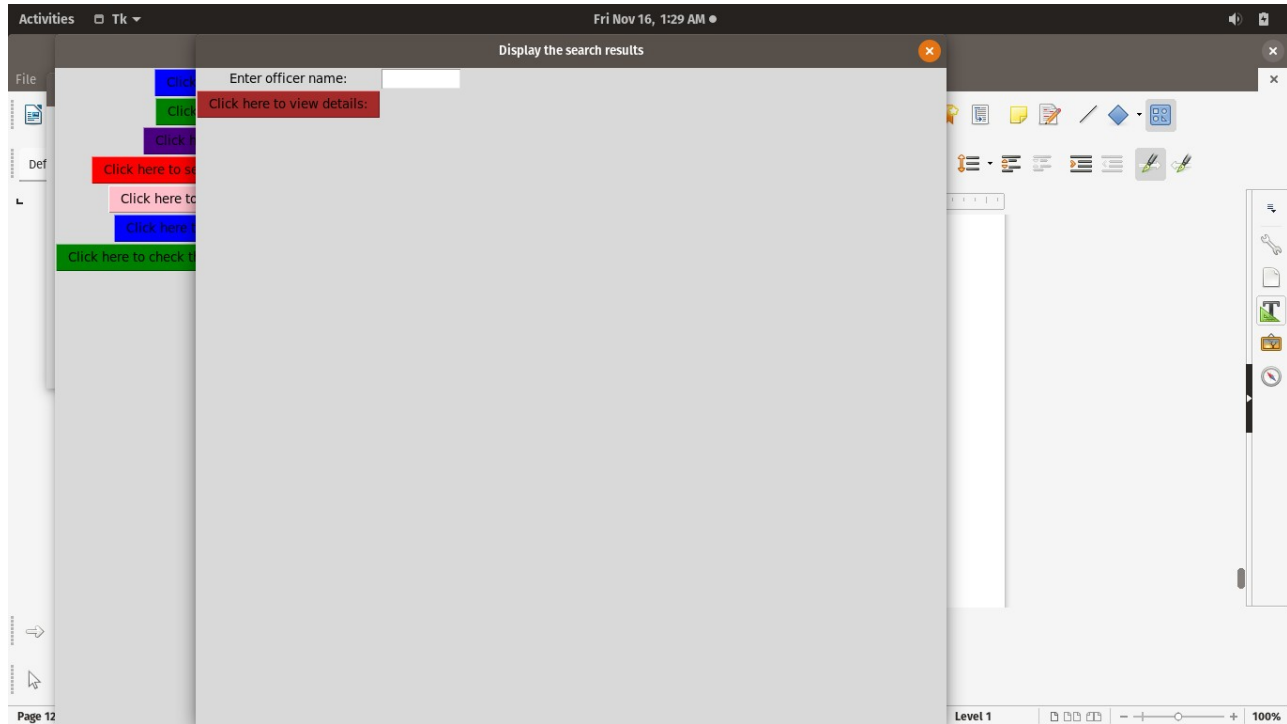 Activities Tk Fri Nov 16, 1:29 AM
Display the search results
File
Enter officer name:
Click here to view details:
Click
Click
Click h
Def
Click here to se
Click here to
Click here t
Click here to check th
Page 12 Level 1 100%